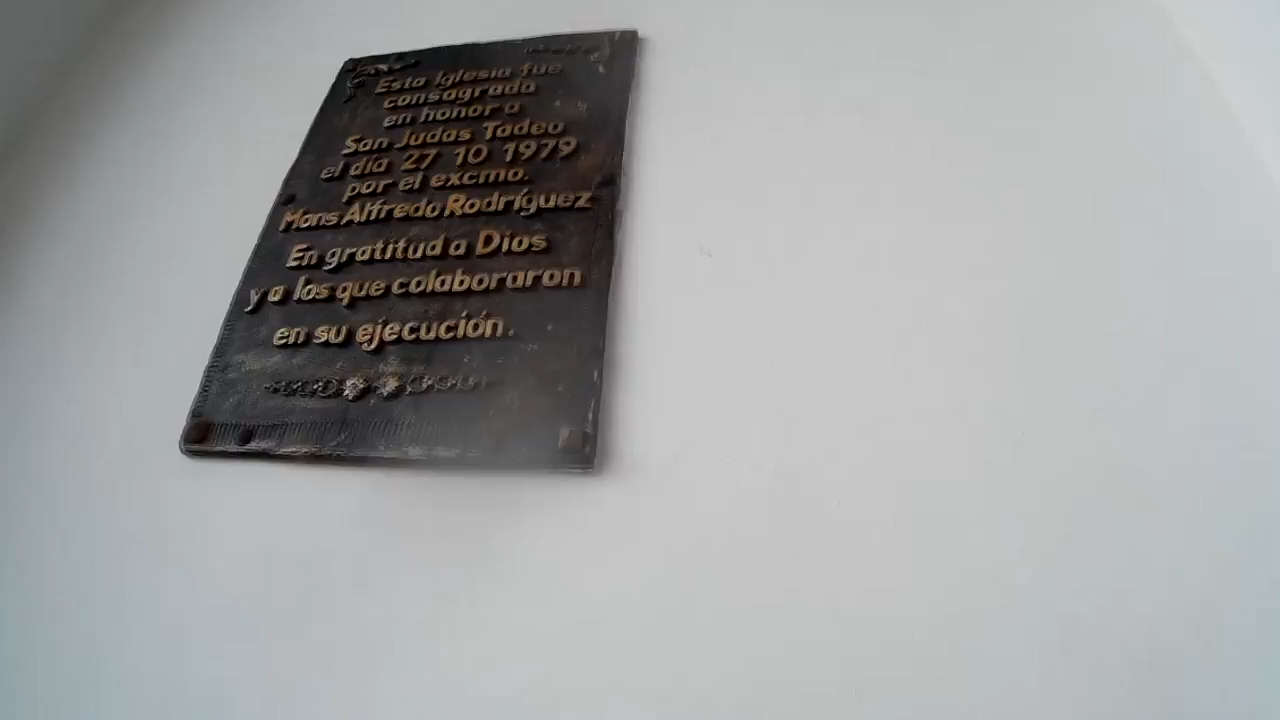 Esta Iglesia fue
consagrada
en honor a
San Judas Tadeo
el día 27 10 1979
por el excmo.
Mons Alfredo Rodríguez
En gratitud a Dios
y a los que colaboraron
en su ejecución.